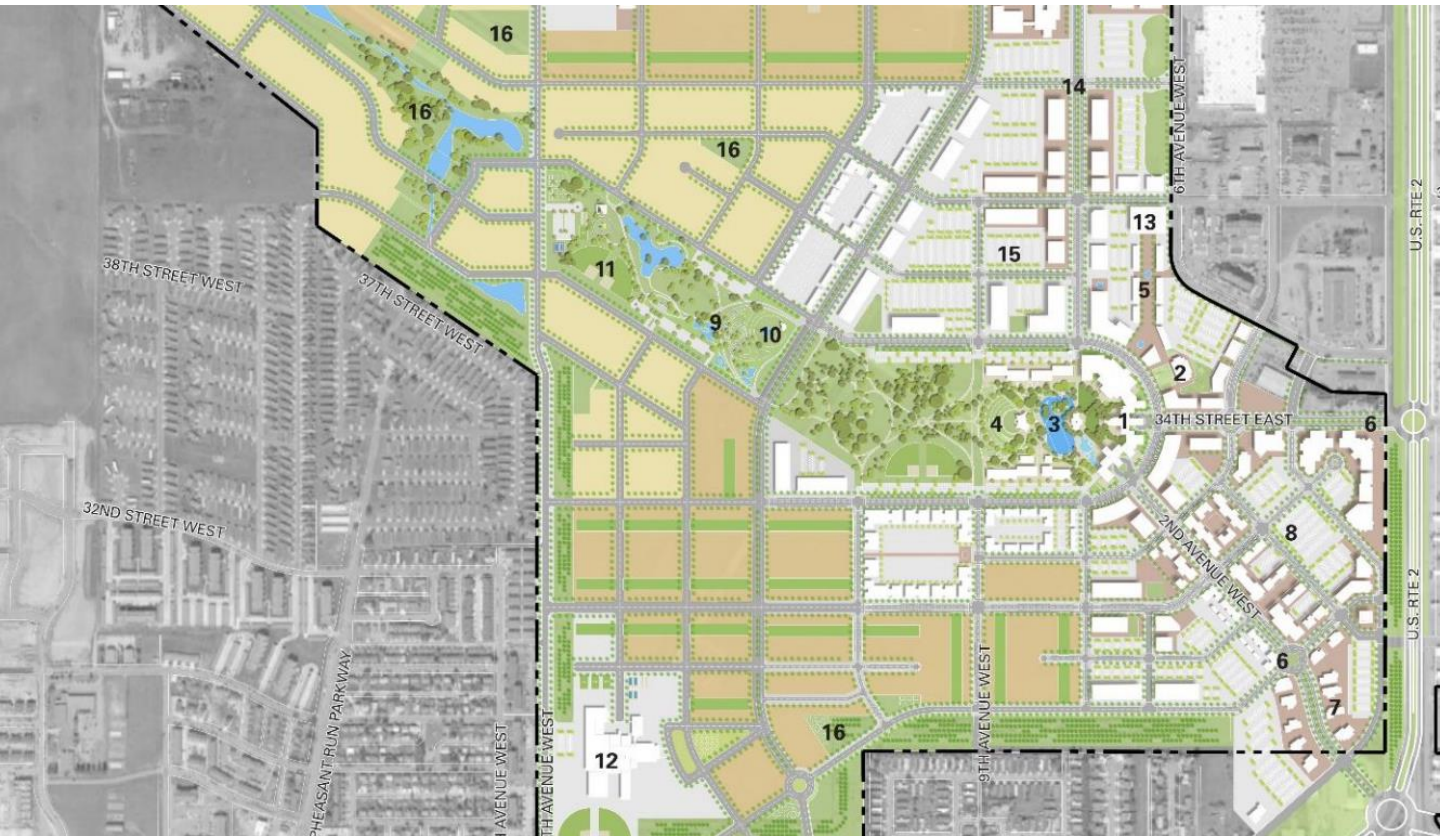 16
16
16
14
6TH AVENUE WEST
U.S. RTE 2
13
15
5
38TH STREET WEST
37TH STREET WEST
11
9
10
2
4
3
1
34TH STREET EAST
6
32ND STREET WEST
2ND AVENUE WEST
8
U.S. RTE 2
6
7
PHEASANT RUN PARKWAY
AVENUE WEST
TH AVENUE WEST
9TH AVENUE WEST
16
12